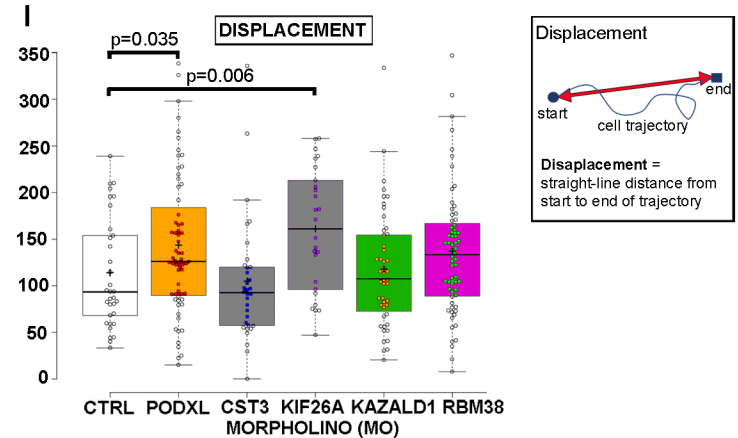 I
DISPLACEMENT
p=0.035
p=0.006
350
300
250
200
150
100
50
0
CTRL PODXL CST3 KIF26A KAZALD1 RBM38
MORPHOLINO (MO)
Displacement
start
end
cell trajectory
Disaplacement =
straight-line distance from
start to end of trajectory